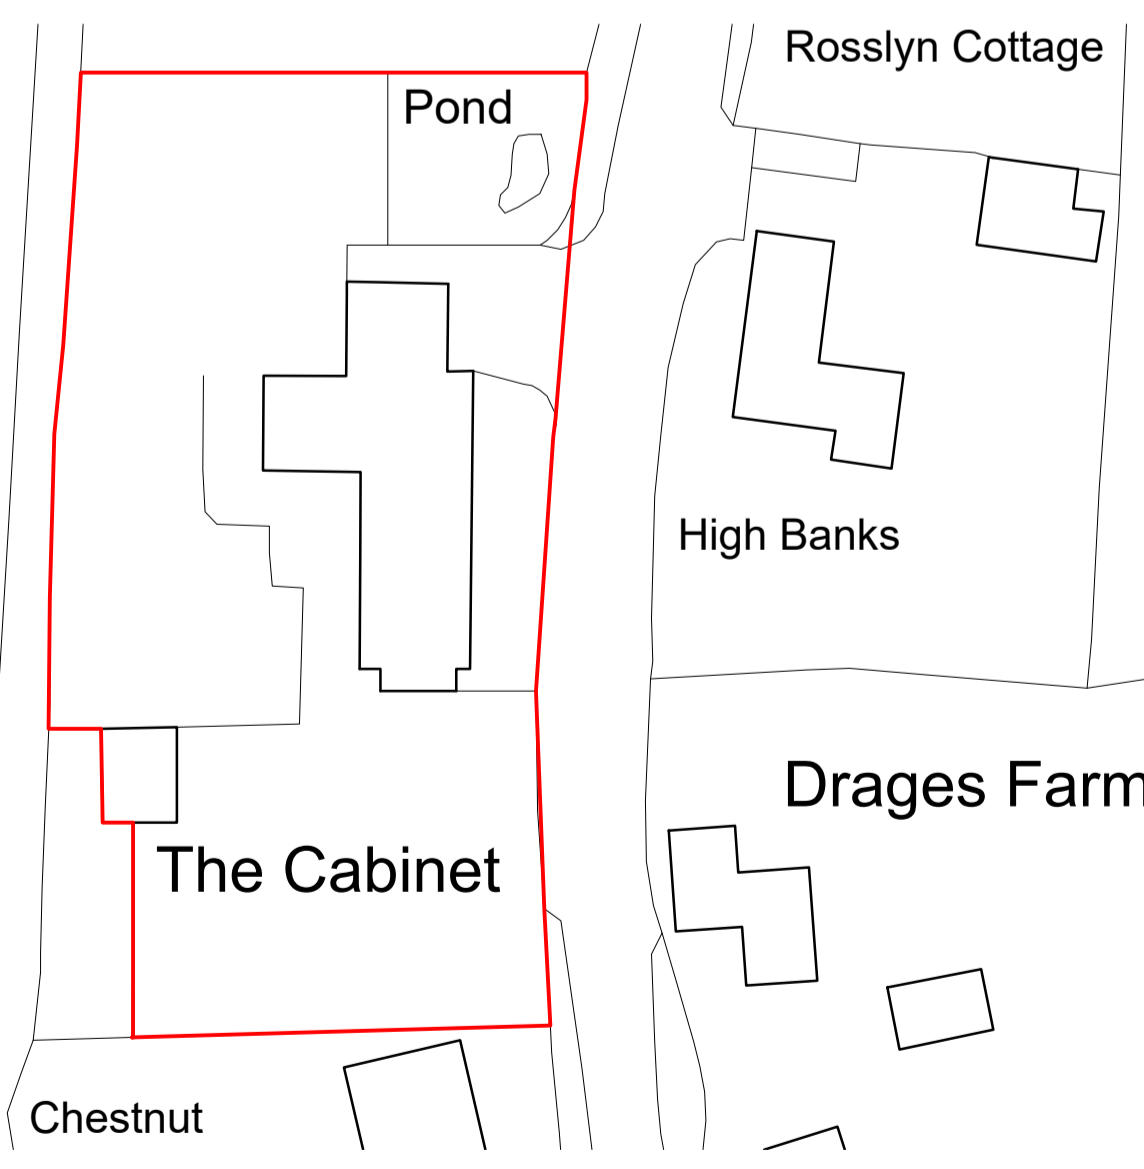 Rosslyn Cottage
Pond
High Banks
Drages Farm
The Cabinet
Chestnut